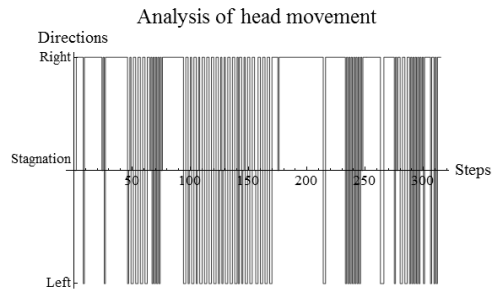 Analysis of head movement
Directions
Right
Stagnation
50 100 150 200 250 300 Steps
Left